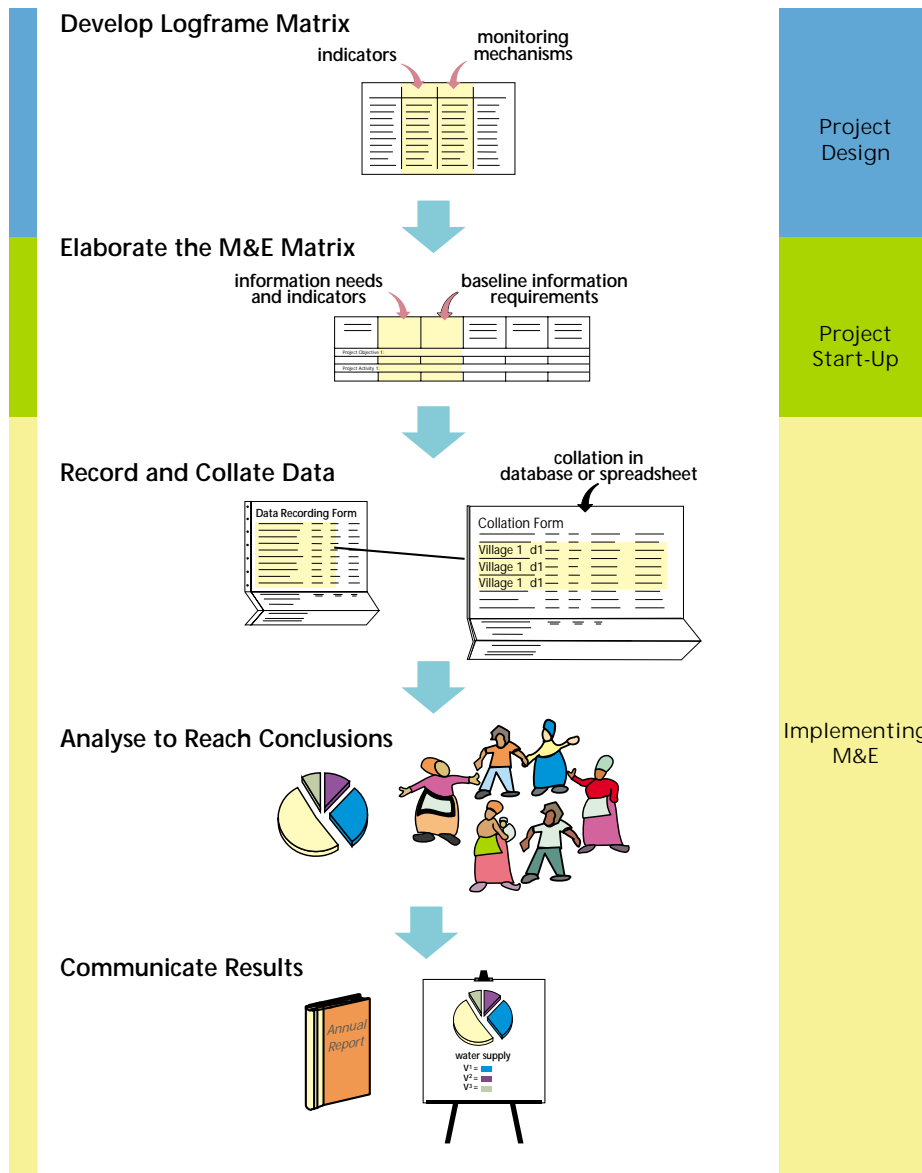 Develop Logframe Matrix
indicators
monitoring
mechanisms
Project
Design
Elaborate the M&E Matrix
information needs
and indicators
baseline information
requirements
Project Objective 1:
Project Activity 1:
Project
Start-Up
Record and Collate Data
collation in
database or spreadsheet
Data Recording Form
Collation Form
Village 1 d1
Village 1 d1
Village 1 d1
Analyse to Reach Conclusions
Implementing
M&E
Communicate Results
Annual
Report
water supply
V¹ =
V² =
V³ =